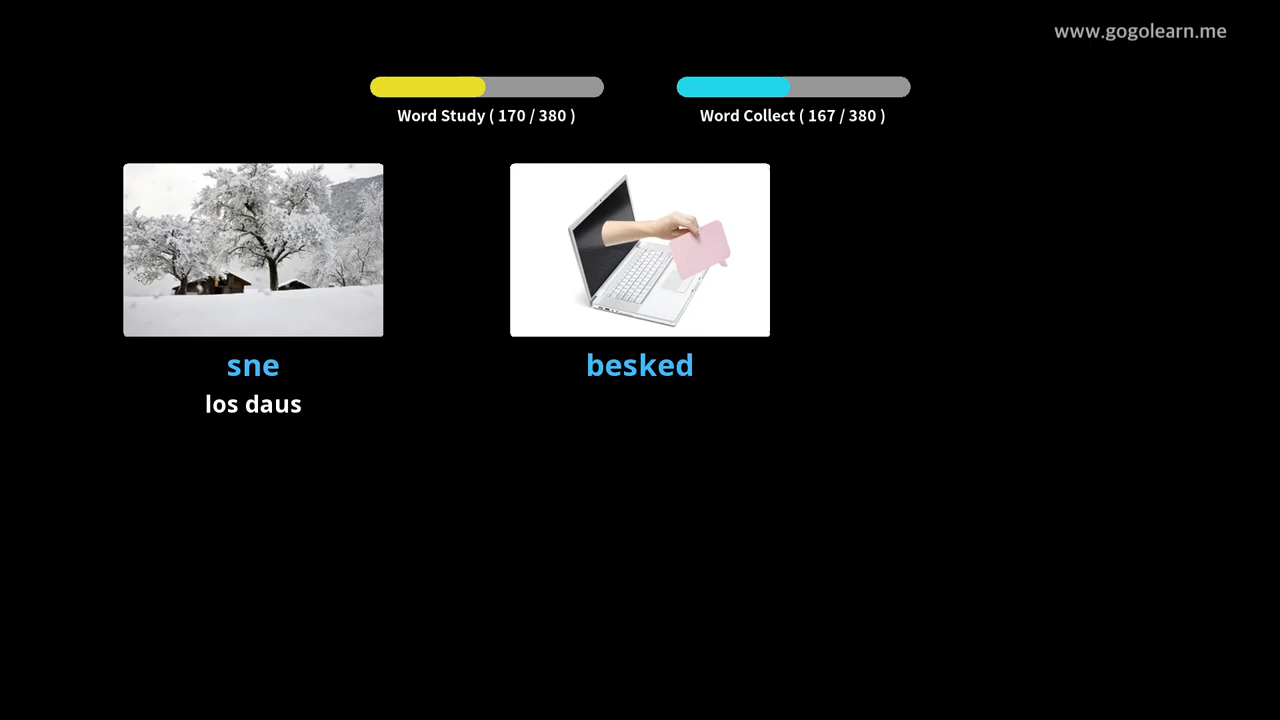 www.gogolearn.me
Word Study ( 170 / 380 )
Word Collect ( 167 / 380 )
sne
los daus
besked